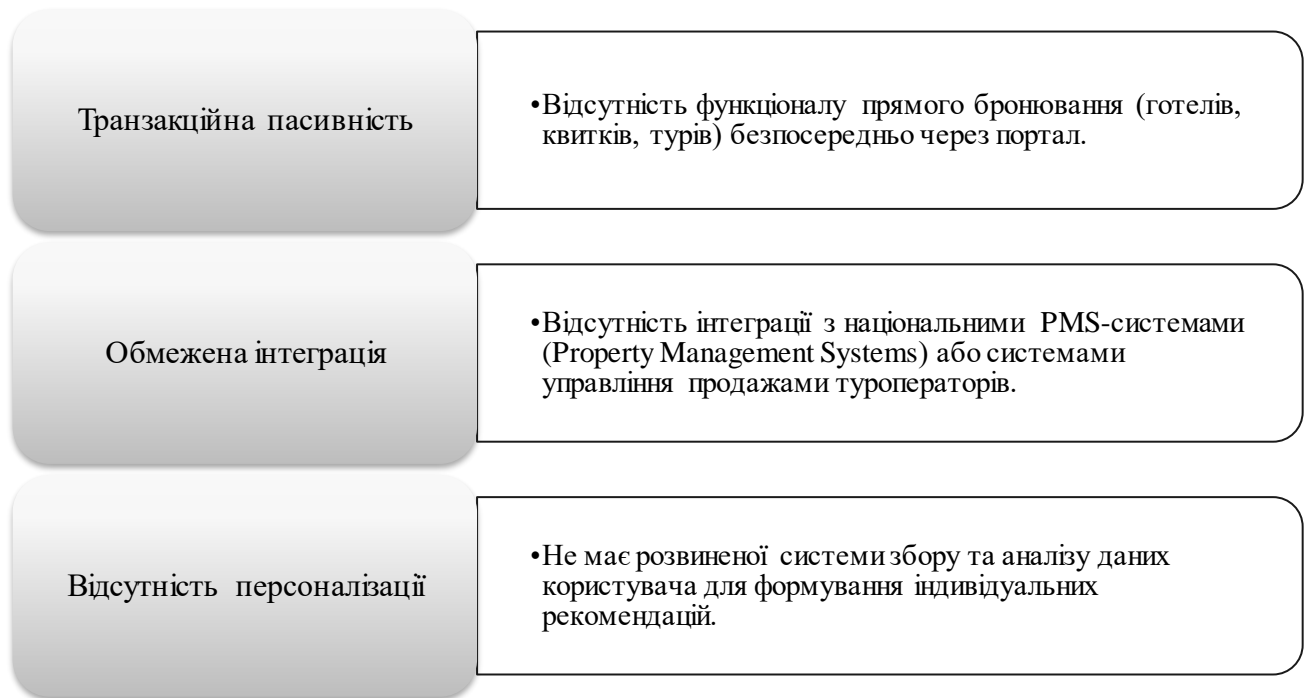 Транзакційна пасивність
•Відсутність функціоналу прямого бронювання (готелів,
квитків, турів) безпосередньо через портал.
Обмежена інтеграція
•Відсутність інтеграції з національними PMS-системами
(Property Management Systems) або системами
управління продажами туроператорів.
Відсутність персоналізації
•Не має розвиненої системи збору та аналізу даних
користувача для формування індивідуальних
рекомендацій.